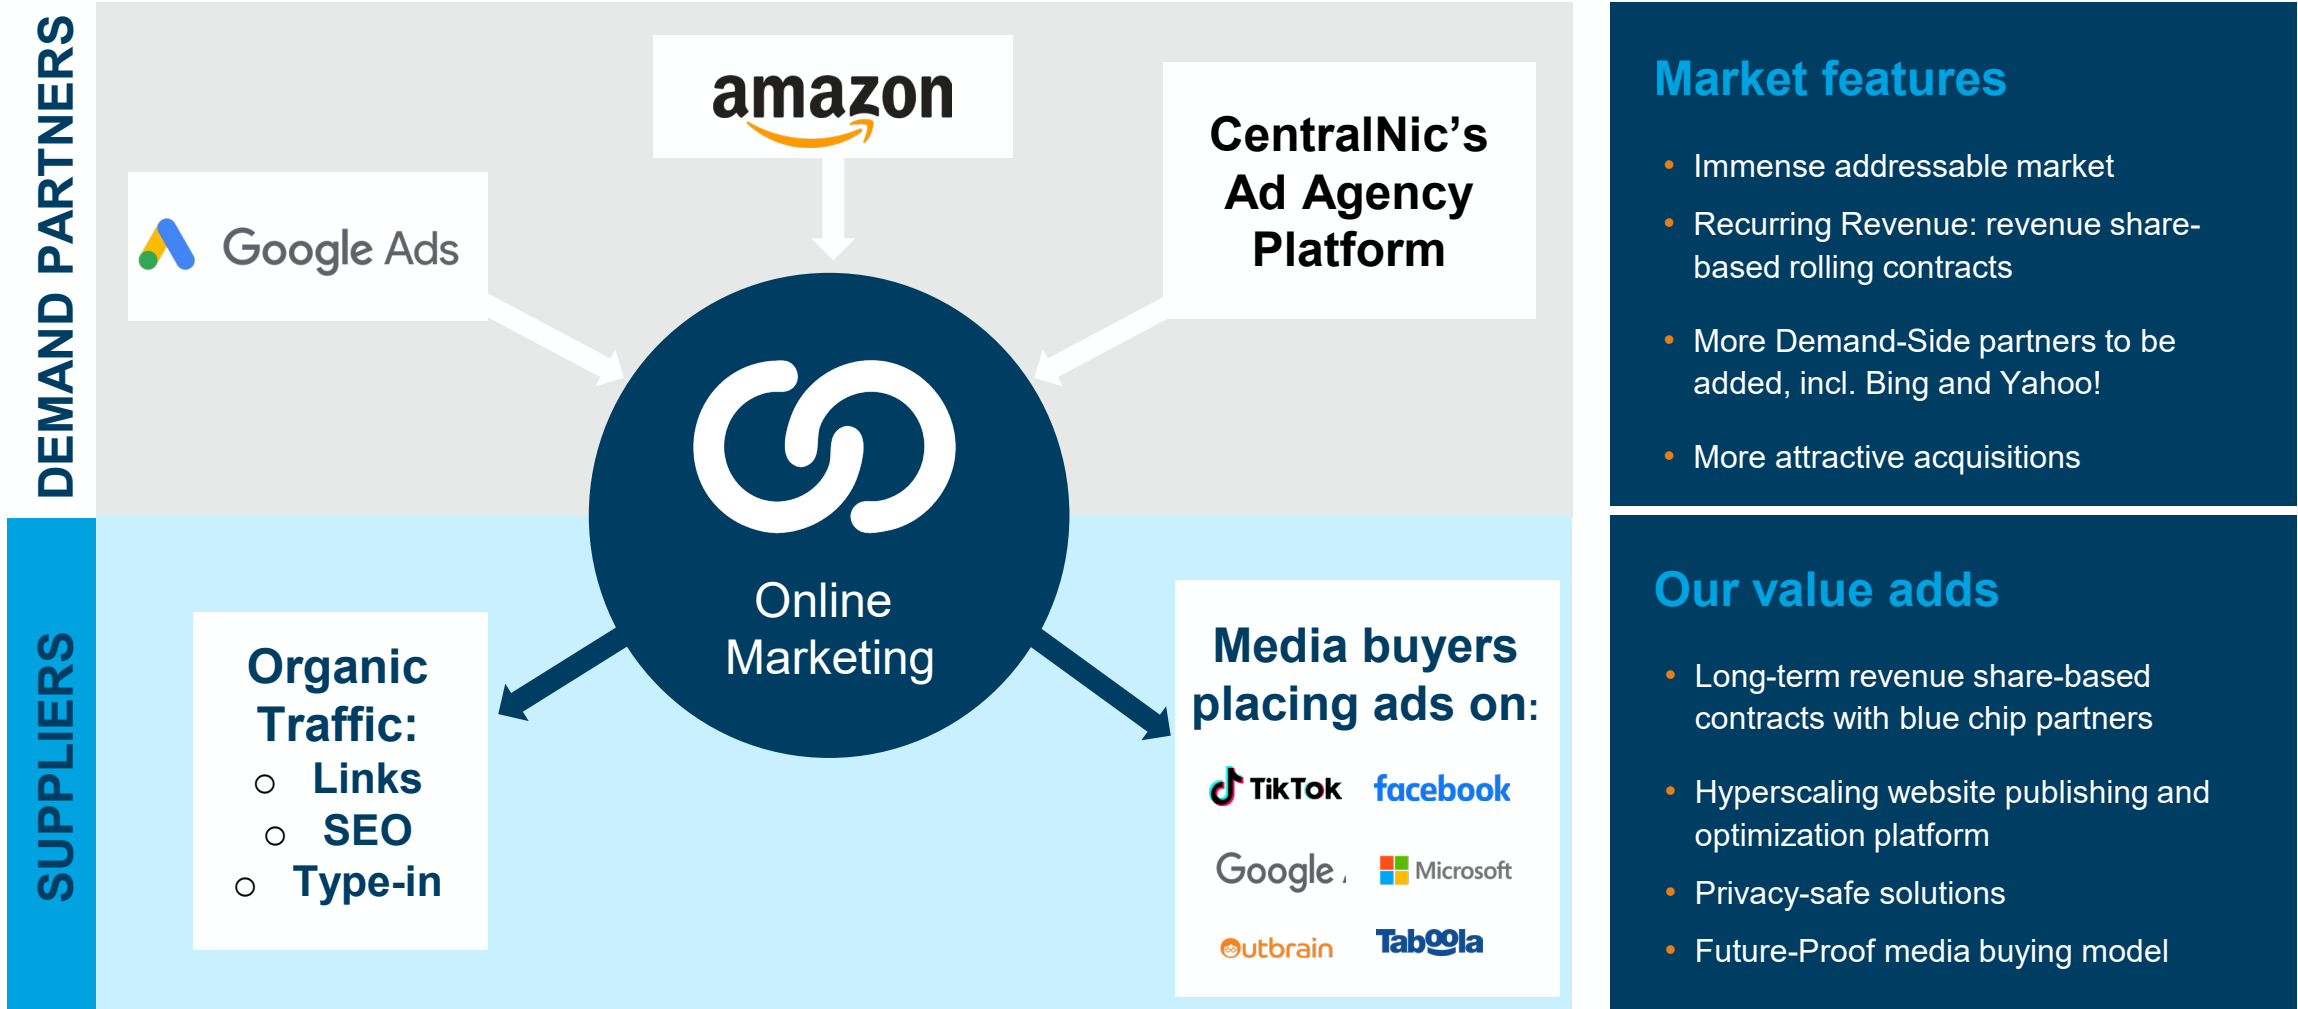 DEMAND PARTNERS
Google Ads
amazon
CentralNic’s
Ad Agency
Platform
Online
Marketing
SUPPLIERS
Organic
Traffic:
o Links
o SEO
o Type-in
Media buyers
placing ads on:
TikTok facebook
Google Microsoft
Outbrain Taboola
Market features
• Immense addressable market
• Recurring Revenue: revenue share-
based rolling contracts
• More Demand-Side partners to be
added, incl. Bing and Yahoo!
• More attractive acquisitions
Our value adds
• Long-term revenue share-based
contracts with blue chip partners
• Hyperscaling website publishing and
optimization platform
• Privacy-safe solutions
• Future-Proof media buying model